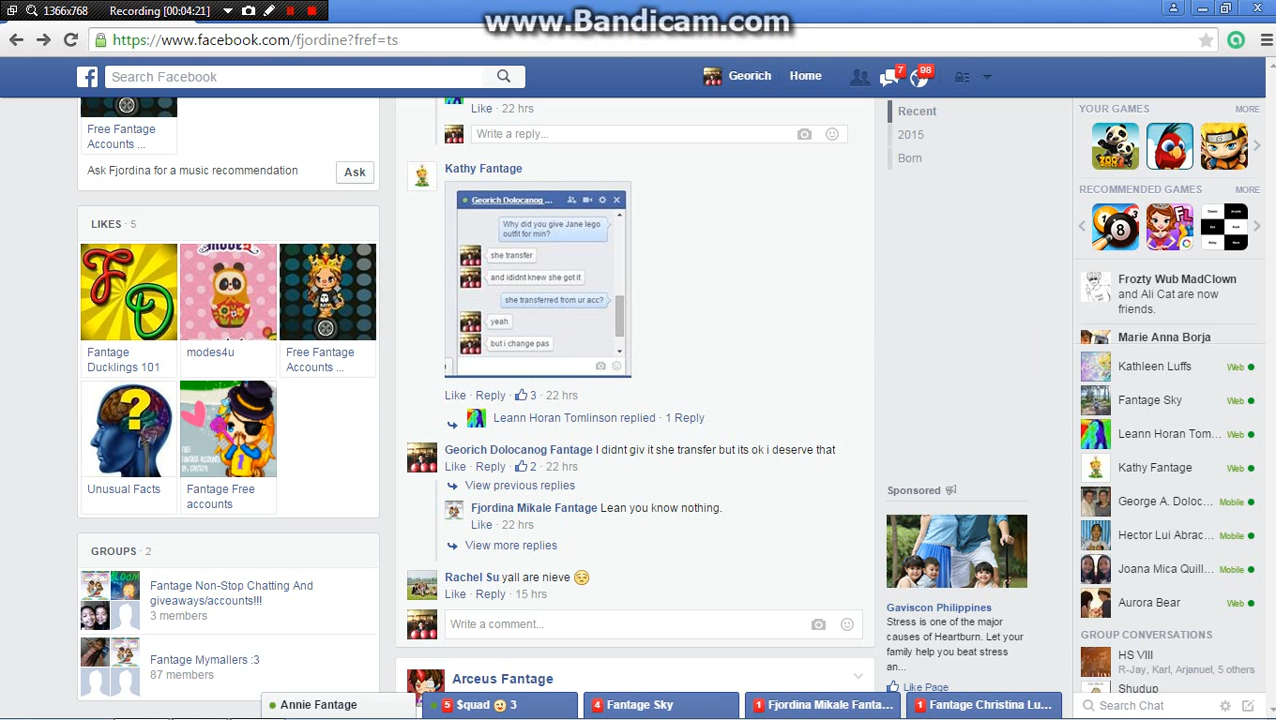 1366x768 Recording [00:04:21]
www.Bandicam.com
https://www.facebook.com/fjordine?fref=ts
Search Facebook
Georich Home 7 98
Free Fantage
Accounts ...
Ask Fjordina for a music recommendation Ask
LIKES · 5
Fantage
Ducklings 101
modes4u
Free Fantage
Accounts ...
Unusual Facts
Fantage Free
accounts
GROUPS · 2
Fantage Non-Stop Chatting And
giveaways/accounts!!!
3 members
Fantage Mymallers :3
87 members
Like · 22 hrs
Write a reply...
Kathy Fantage
Georich Dolocanog ...
Why did you give Jane lego
outfit for min?
she transfer
and ididnt knew she got it
she transferred from ur acc?
yeah
but i change pas
Like · Reply · 3 · 22 hrs
Leann Horan Tomlinson replied · 1 Reply
Georich Dolocanog Fantage I didnt giv it she transfer but its ok i deserve that
Like · Reply · 2 · 22 hrs
View previous replies
Fjordina Mikale Fantage Lean you know nothing.
Like · 22 hrs
View more replies
Rachel Su yall are nieve
Like · Reply · 15 hrs
Write a comment...
Arceus Fantage
Recent
2015
Born
Sponsored
Gaviscon Philippines
Stress is one of the major
causes of Heartburn. Let your
family help you beat stress
an...
Like Page
YOUR GAMES MORE
RECOMMENDED GAMES MORE
Frozty Wub MadClown
and Ali Cat are now
friends.
Marie Anna Borja
Kathleen Luffs Web
Fantage Sky Web
Leann Horan Tom... Web
Kathy Fantage Web
George A. Doloc... Mobile
Hector Lui Abrac... Mobile
Joana Mica Quill... Mobile
Aurora Bear Web
GROUP CONVERSATIONS
HS VIII
R-Jay, Karl, Arjanuel, 5 others
Shudup
Search Chat
Annie Fantage
5 $quad 3
4 Fantage Sky
1 Fjordina Mikale Fanta...
1 Fantage Christina Lu...